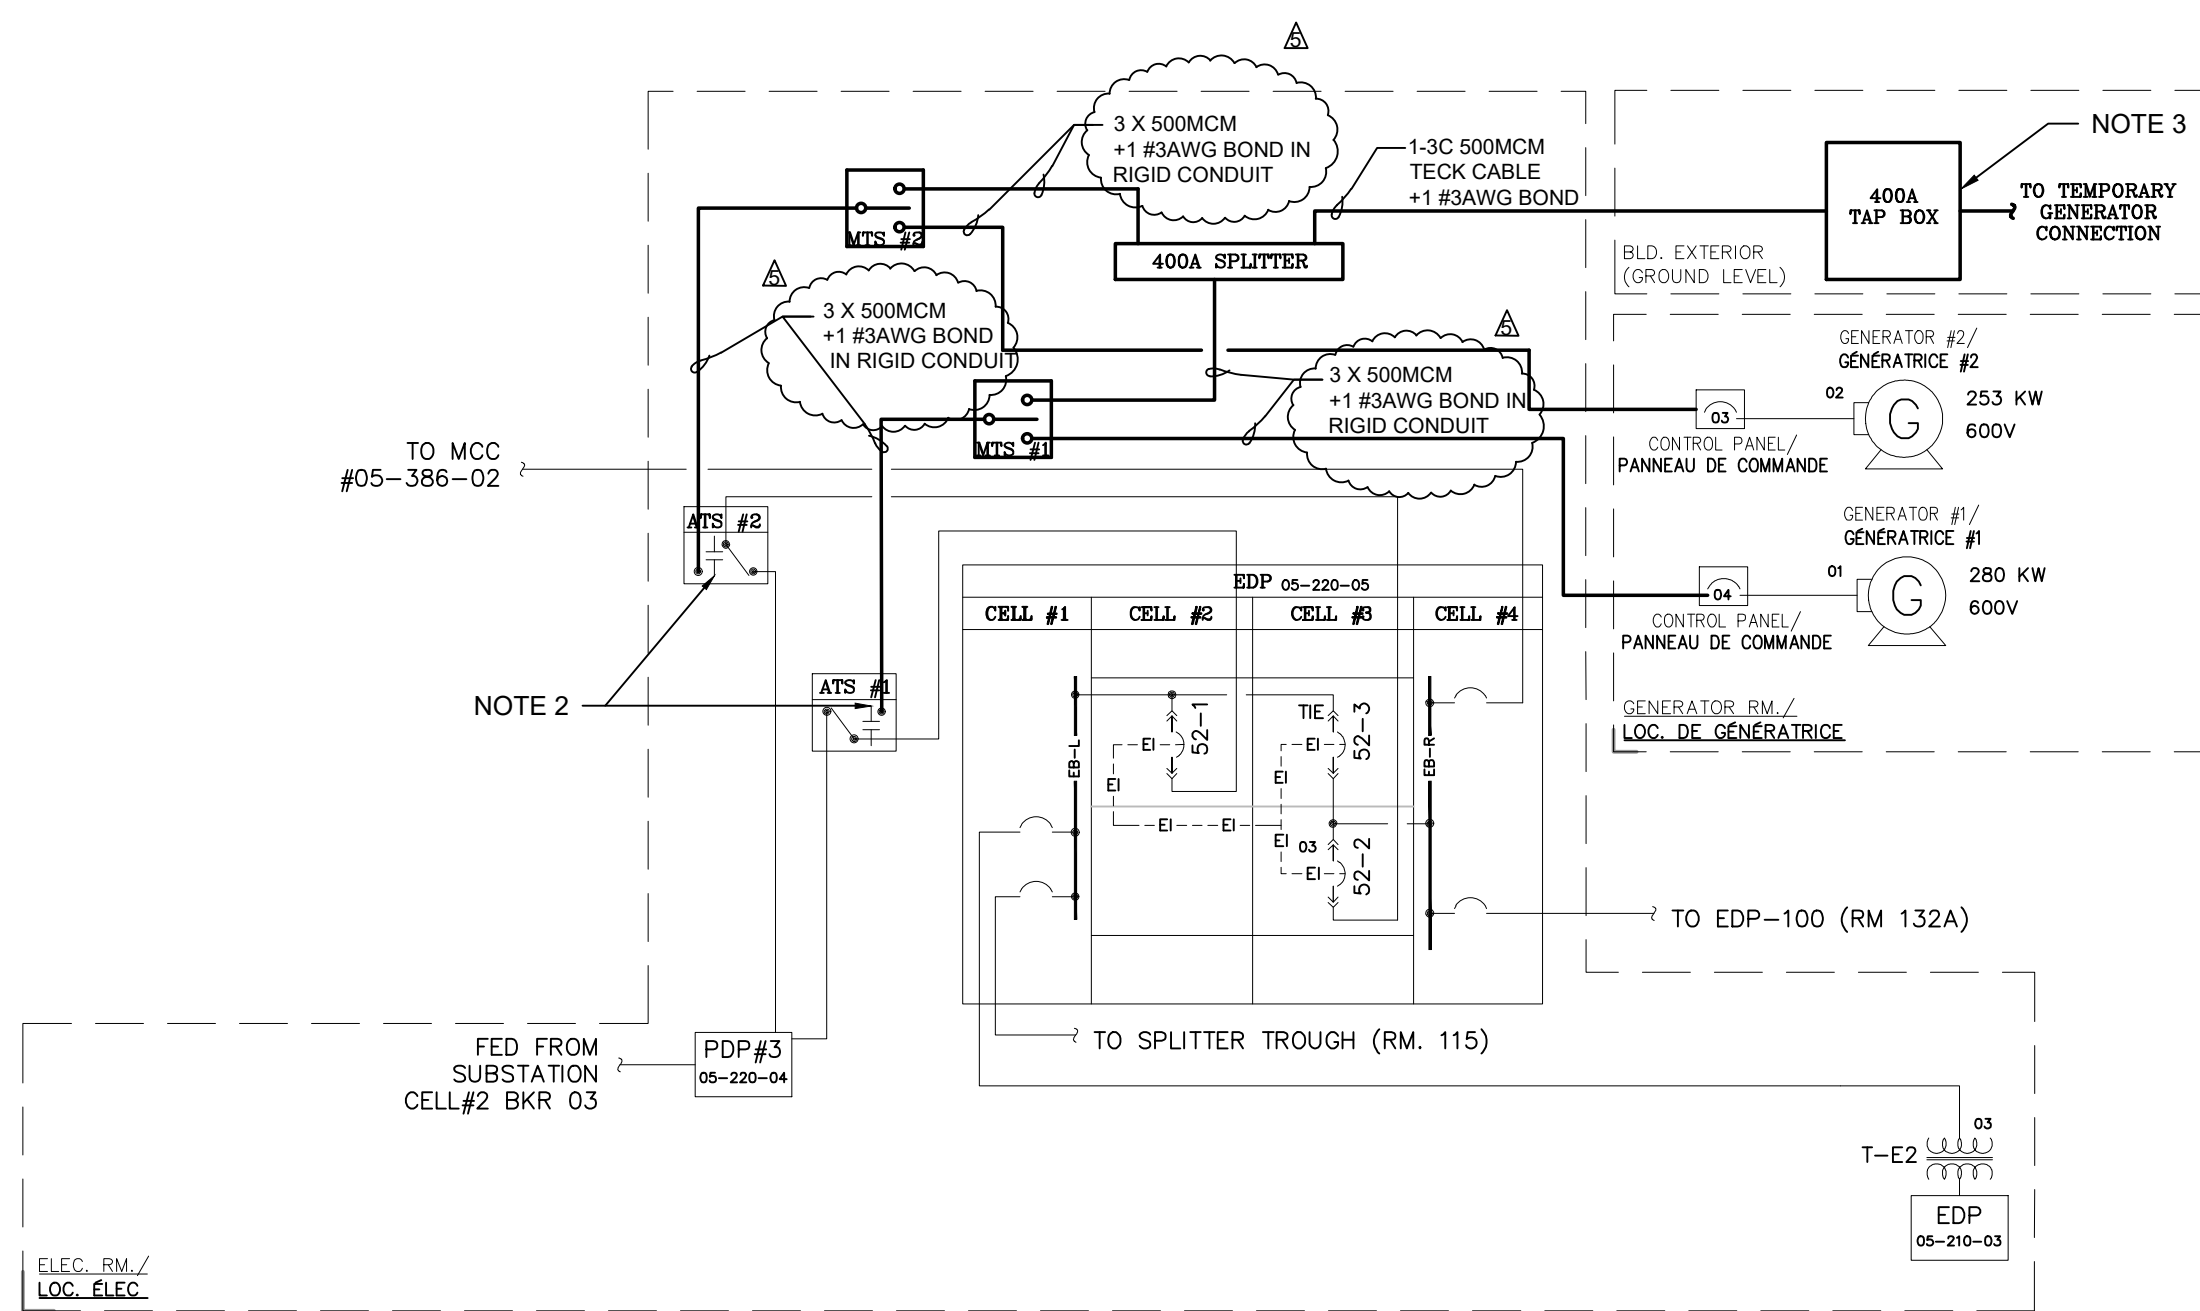 5
3 X 500MCM
+1 #3AWG BOND IN
RIGID CONDUIT
1-3C 500MCM
TECK CABLE
+1 #3AWG BOND
NOTE 3
400A
TAP BOX
TO TEMPORARY
GENERATOR
CONNECTION
BLD. EXTERIOR
(GROUND LEVEL)
MTS #2
400A SPLITTER
5
3 X 500MCM
+1 #3AWG BOND
IN RIGID CONDUIT
5
3 X 500MCM
+1 #3AWG BOND IN
RIGID CONDUIT
MTS #1
GENERATOR #2/
GÉNÉRATRICE #2
02
03
G
253 KW
600V
CONTROL PANEL/
PANNEAU DE COMMANDE
TO MCC
#05-386-02
GENERATOR #1/
GÉNÉRATRICE #1
01
04
G
280 KW
600V
CONTROL PANEL/
PANNEAU DE COMMANDE
GENERATOR RM./
LOC. DE GÉNÉRATRICE
ATS #2
NOTE 2
ATS #1
EDP 05-220-05
CELL #1
CELL #2
CELL #3
CELL #4
EB-L
EI
52-1
EI
EI
EI
TIE
EI
52-3
EI
EI
03
EI
52-2
EB-R
TO EDP-100 (RM 132A)
TO SPLITTER TROUGH (RM. 115)
FED FROM
SUBSTATION
CELL#2 BKR 03
PDP#3
05-220-04
03
T-E2
EDP
05-210-03
ELEC. RM./
LOC. ÉLEC